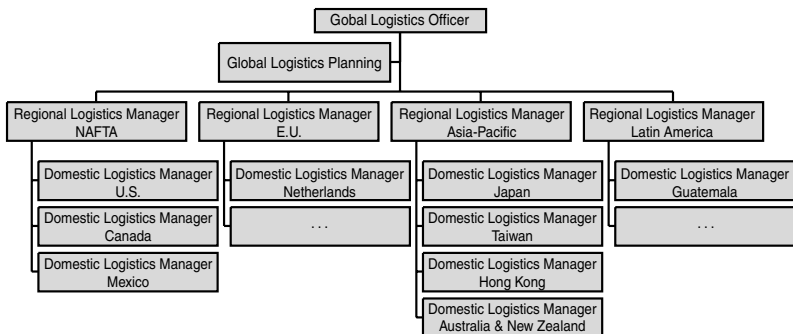 Gobal Logistics Officer
Global Logistics Planning
Regional Logistics Manager
NAFTA
Regional Logistics Manager
E.U.
Regional Logistics Manager
Asia-Pacific
Regional Logistics Manager
Latin America
Domestic Logistics Manager
U.S.
Domestic Logistics Manager
Netherlands
Domestic Logistics Manager
Japan
Domestic Logistics Manager
Guatemala
Domestic Logistics Manager
Canada
. . .
Domestic Logistics Manager
Taiwan
. . .
Domestic Logistics Manager
Mexico
Domestic Logistics Manager
Hong Kong
Domestic Logistics Manager
Australia & New Zealand